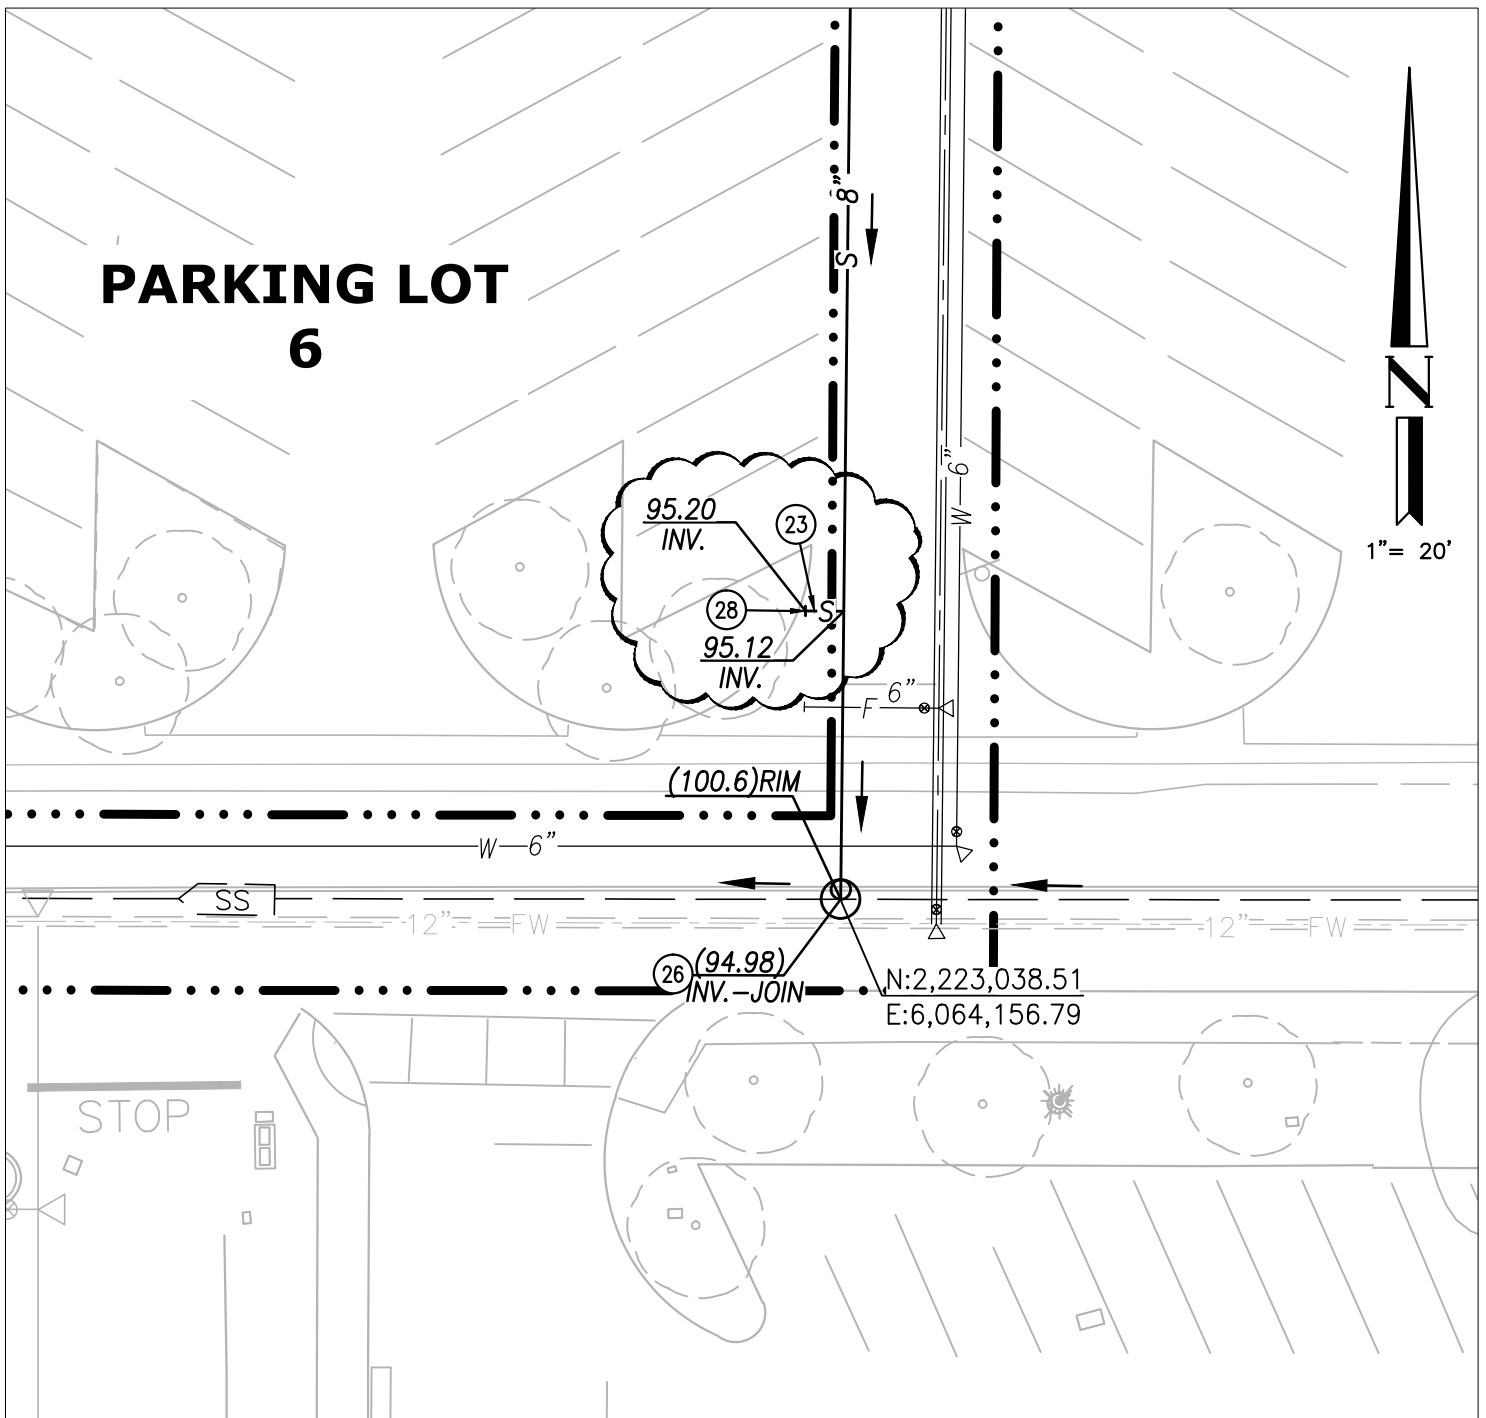 8"
S
PARKING LOT
6
N
1"= 20'
6"
W
95.20
INV.
23
28
S
95.12
INV.
6"
F
(100.6)RIM
W 6"
SS
12" FW
12" FW
26
(94.98)
INV.-JOIN
N:2,223,038.51
E:6,064,156.79
STOP